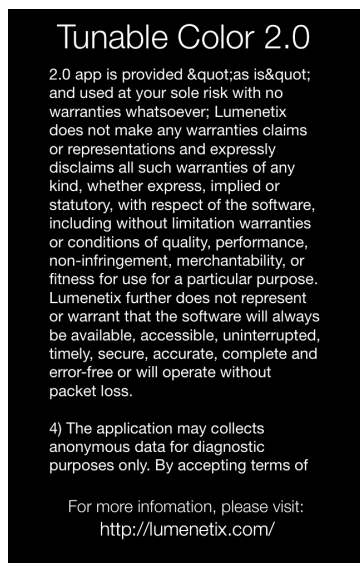 Tunable Color 2.0
2.0 app is provided &quot;as is&quot;
and used at your sole risk with no
warranties whatsoever; Lumenetix
does not make any warranties claims
or representations and expressly
disclaims all such warranties of any
kind, whether express, implied or
statutory, with respect of the software,
including without limitation warranties
or conditions of quality, performance,
non-infringement, merchantability, or
fitness for use for a particular purpose.
Lumenetix further does not represent
or warrant that the software will always
be available, accessible, uninterrupted,
timely, secure, accurate, complete and
error-free or will operate without
packet loss.
4) The application may collects
anonymous data for diagnostic
purposes only. By accepting terms of
For more infomation, please visit:
http://lumenetix.com/